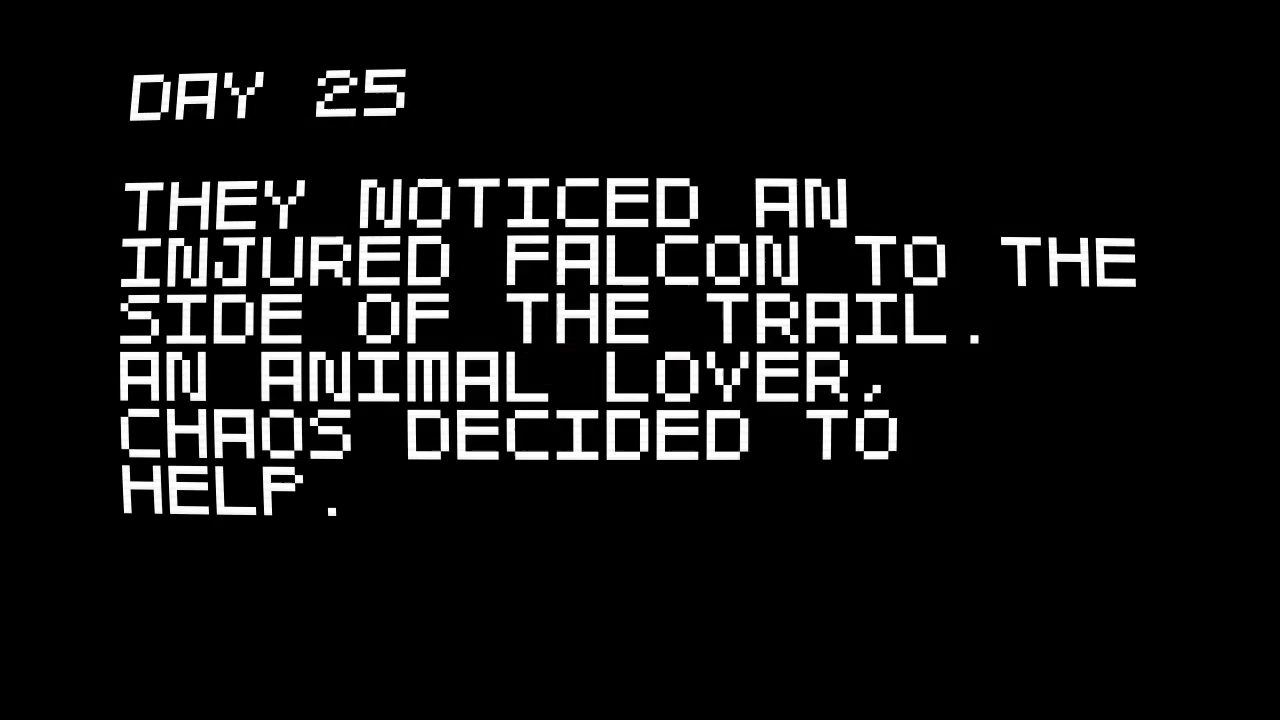 DAY 25
THEY NOTICED AN
INJURED FALCON TO THE
SIDE OF THE TRAIL.
AN ANIMAL LOVER,
CHAOS DECIDED TO
HELP.